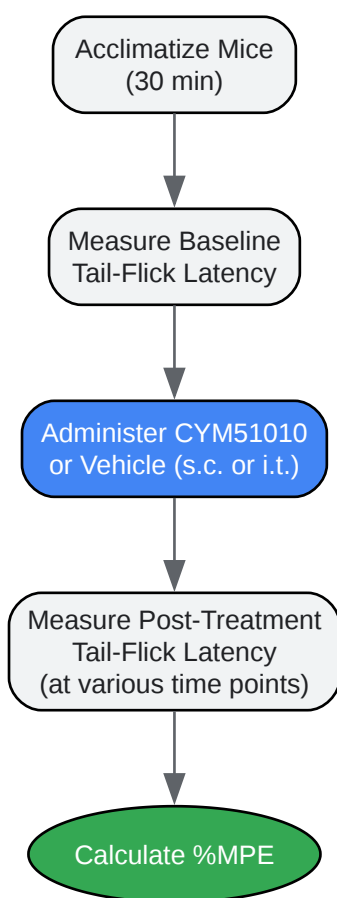 Acclimatize Mice
(30 min)
Measure Baseline
Tail-Flick Latency
Administer CYM51010
or Vehicle (s.c. or i.t.)
Measure Post-Treatment
Tail-Flick Latency
(at various time points)
Calculate %MPE